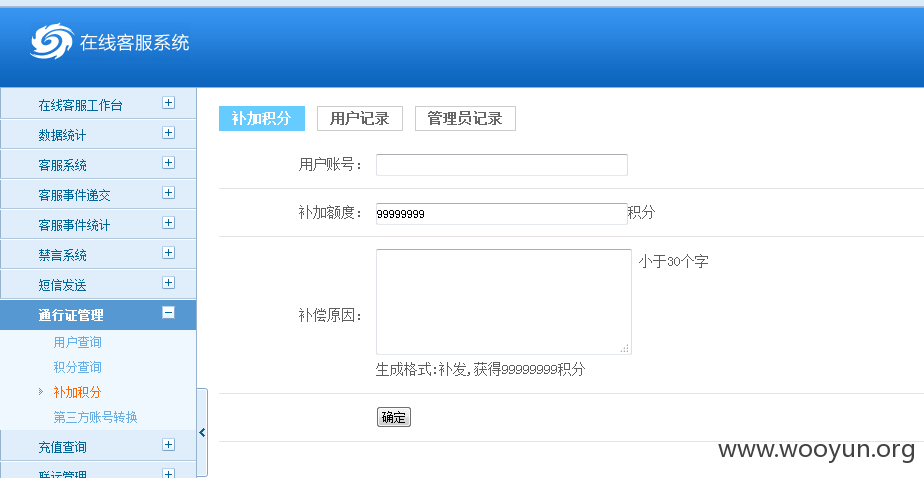 在线客服系统
在线客服工作台
数据统计
客服系统
客服事件递交
客服事件统计
禁言系统
短信发送
通行证管理
用户查询
积分查询
补加积分
第三方账号转换
充值查询
联运管理
补加积分 用户记录 管理员记录
用户账号：
补加额度： 99999999 积分
补偿原因： 小于30个字
生成格式:补发,获得99999999积分
确定
www.wooyun.org